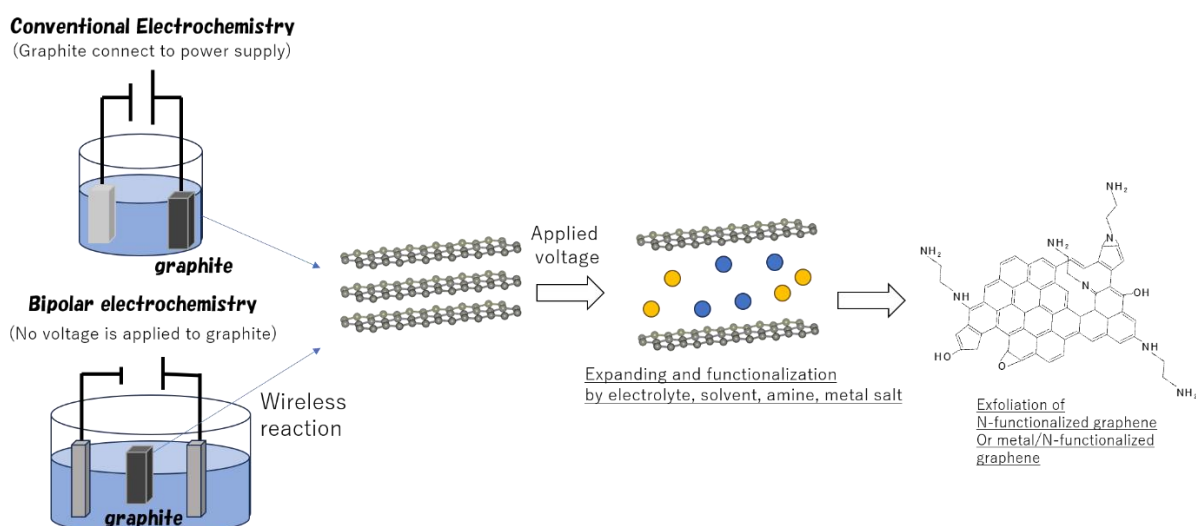 Conventional Electrochemistry
(Graphite connect to power supply)
graphite
Bipolar electrochemistry
(No voltage is applied to graphite)
Wireless
reaction
graphite
Applied
voltage
Expanding and functionalization
by electrolyte, solvent, amine, metal salt
NH2
NH2
NH2
N
N
NH
OH
HO
O
NH
NH2
Exfoliation of
N-functionalized graphene
Or metal/N-functionalized
graphene